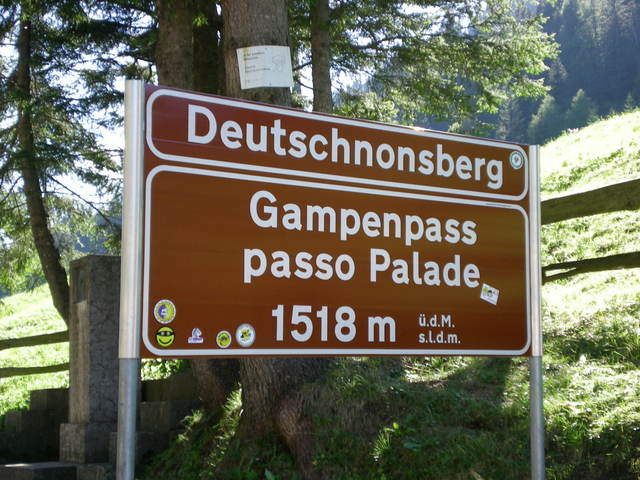 Deutschnonsberg
Gampenpass
passo Palade
1518 m
ü.d.M.
s.l.d.m.